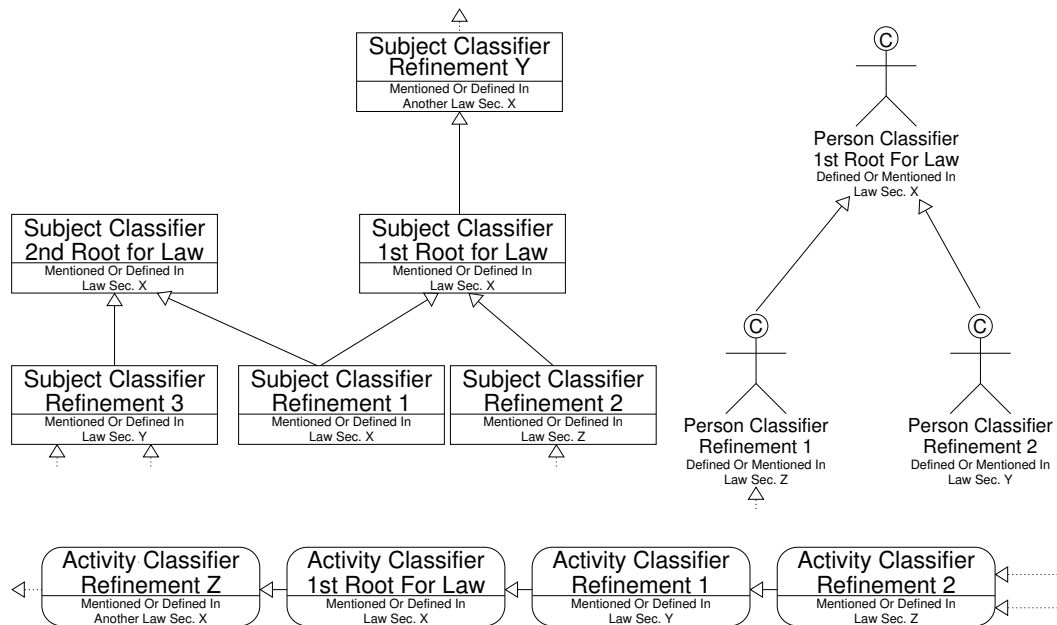 Subject Classifier
Refinement Y
Mentioned Or Defined In
Another Law Sec. X
C
Person Classifier
1st Root For Law
Defined Or Mentioned In
Law Sec. X
Subject Classifier
2nd Root for Law
Mentioned Or Defined In
Law Sec. X
Subject Classifier
1st Root for Law
Mentioned Or Defined In
Law Sec. X
Subject Classifier
Refinement 3
Mentioned Or Defined In
Law Sec. Y
Subject Classifier
Refinement 1
Mentioned Or Defined In
Law Sec. X
Subject Classifier
Refinement 2
Mentioned Or Defined In
Law Sec. Z
C
Person Classifier
Refinement 1
Defined Or Mentioned In
Law Sec. Z
C
Person Classifier
Refinement 2
Defined Or Mentioned In
Law Sec. Y
Activity Classifier
Refinement Z
Mentioned Or Defined In
Another Law Sec. X
Activity Classifier
1st Root For Law
Mentioned Or Defined In
Law Sec. X
Activity Classifier
Refinement 1
Mentioned Or Defined In
Law Sec. Y
Activity Classifier
Refinement 2
Mentioned Or Defined In
Law Sec. Z